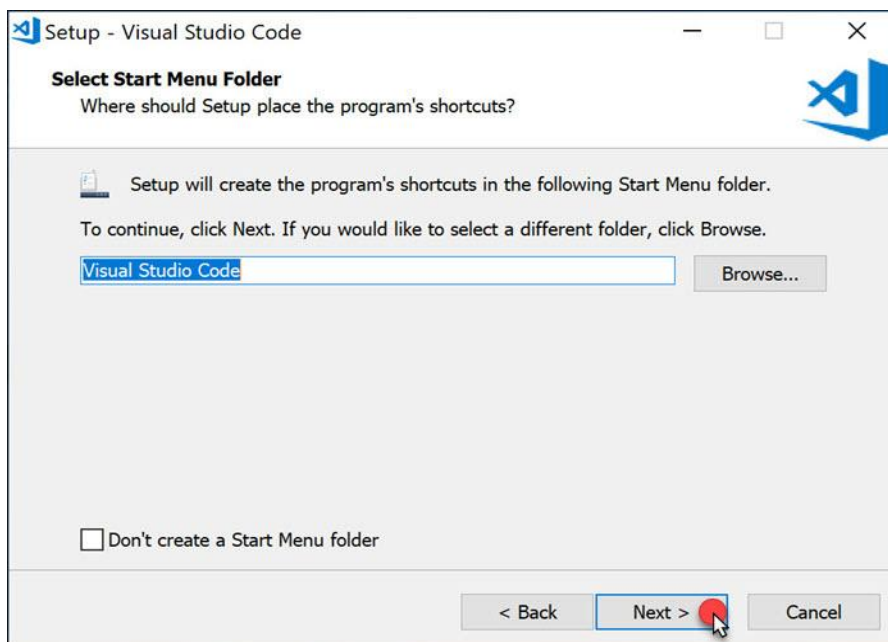 Setup - Visual Studio Code
Select Start Menu Folder
Where should Setup place the program's shortcuts?
Setup will create the program's shortcuts in the following Start Menu folder.
To continue, click Next. If you would like to select a different folder, click Browse.
Visual Studio Code
Browse...
Don't create a Start Menu folder
< Back
Next >
Cancel